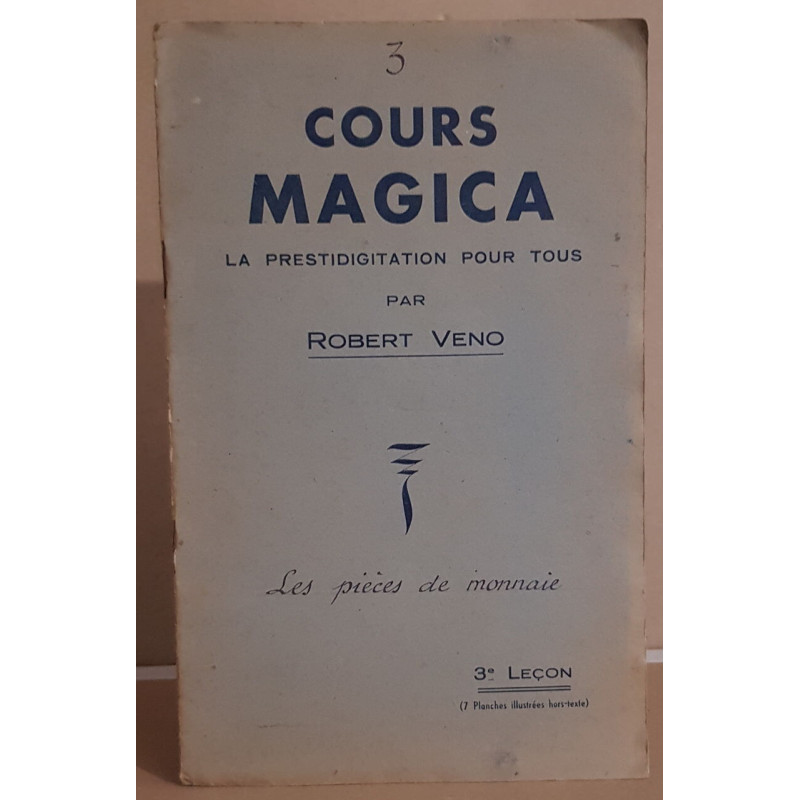 3
COURS
MAGICA
LA PRESTIDIGITATION POUR TOUS
PAR
ROBERT VENO
Les pièces de monnaie
3e LEÇON
(7 Planches illustrées hors-texte)